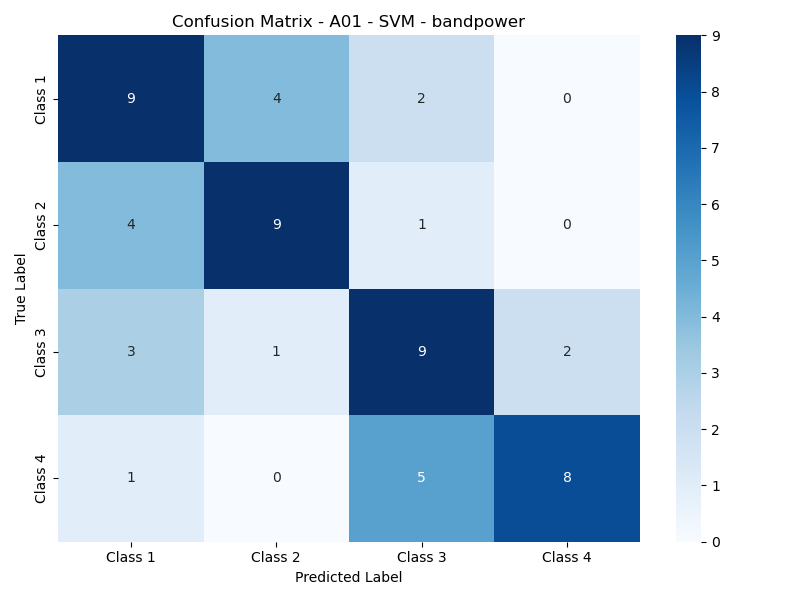 Confusion Matrix - A01 - SVM - bandpower
True Label
Class 1
9 4 2 0
Class 2
4 9 1 0
Class 3
3 1 9 2
Class 4
1 0 5 8
Class 1 Class 2 Class 3 Class 4
Predicted Label
9
8
7
6
5
4
3
2
1
0